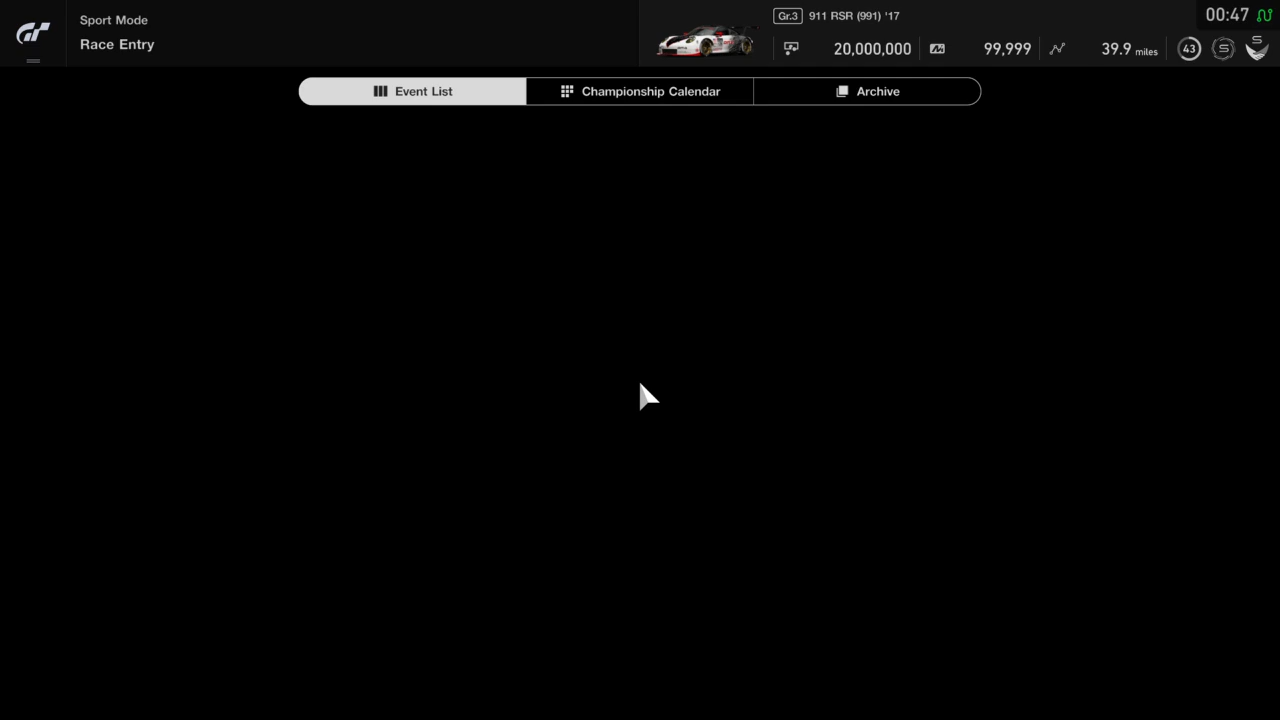 Sport Mode
Race Entry
Gr.3 911 RSR (991) '17
20,000,000 99,999 39.9 miles 43 S S
00:47
Event List Championship Calendar Archive